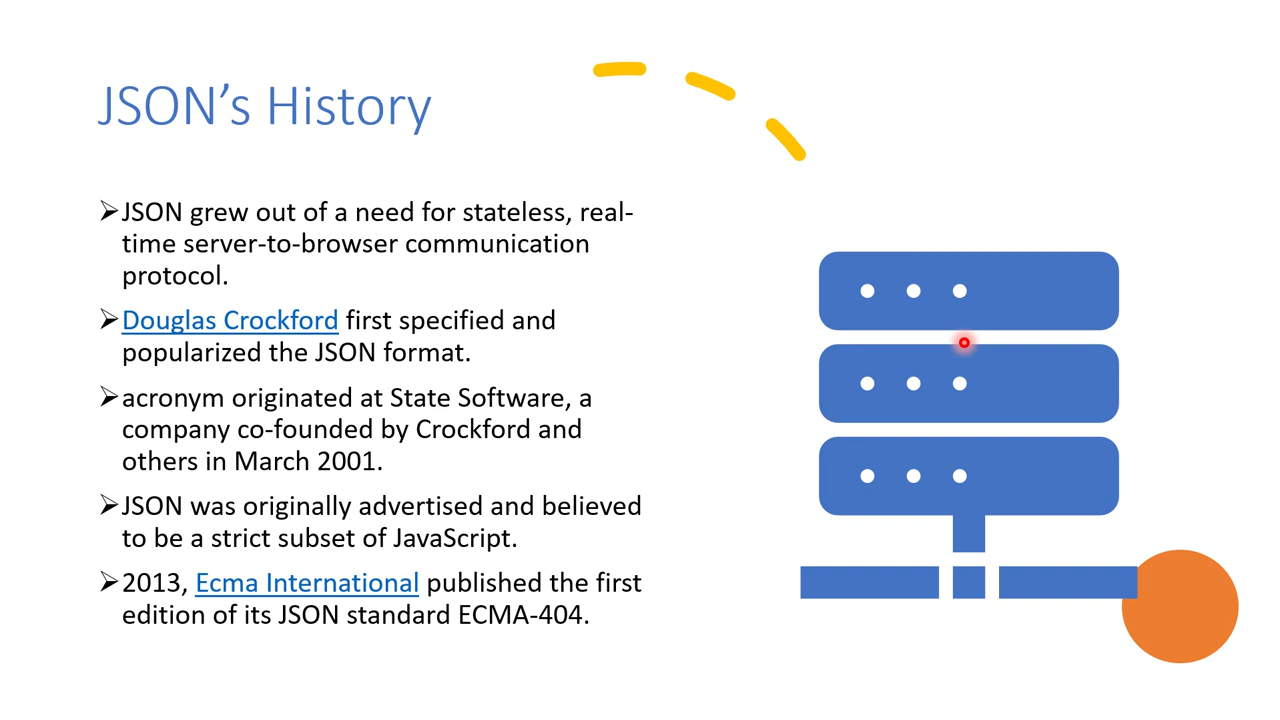 JSON’s History
JSON grew out of a need for stateless, real-
time server-to-browser communication
protocol.
Douglas Crockford first specified and
popularized the JSON format.
acronym originated at State Software, a
company co-founded by Crockford and
others in March 2001.
JSON was originally advertised and believed
to be a strict subset of JavaScript.
2013, Ecma International published the first
edition of its JSON standard ECMA-404.